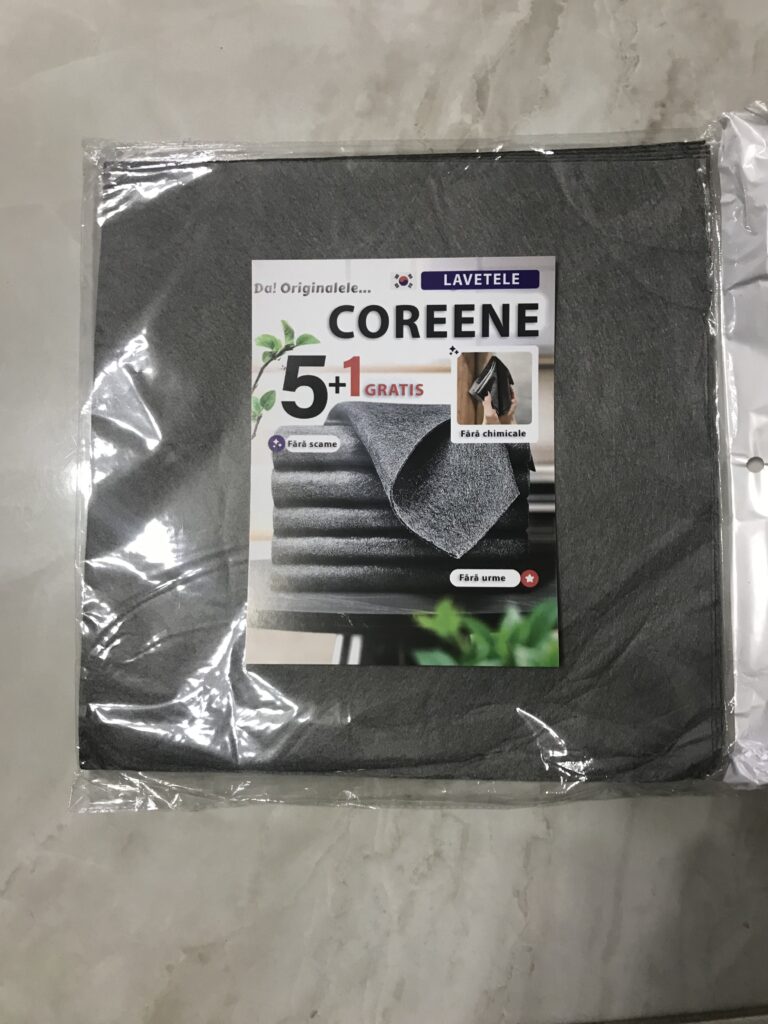 Da! Originalele...
LAVETELE
COREENE
5+1 GRATIS
Fără chimicale
Fără scame
Fără urme